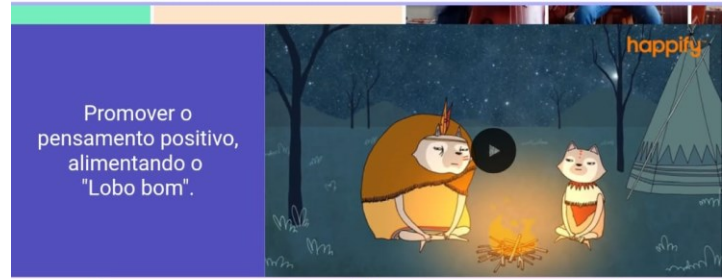 happify
Promover o
pensamento positivo,
alimentando o
"Lobo bom".